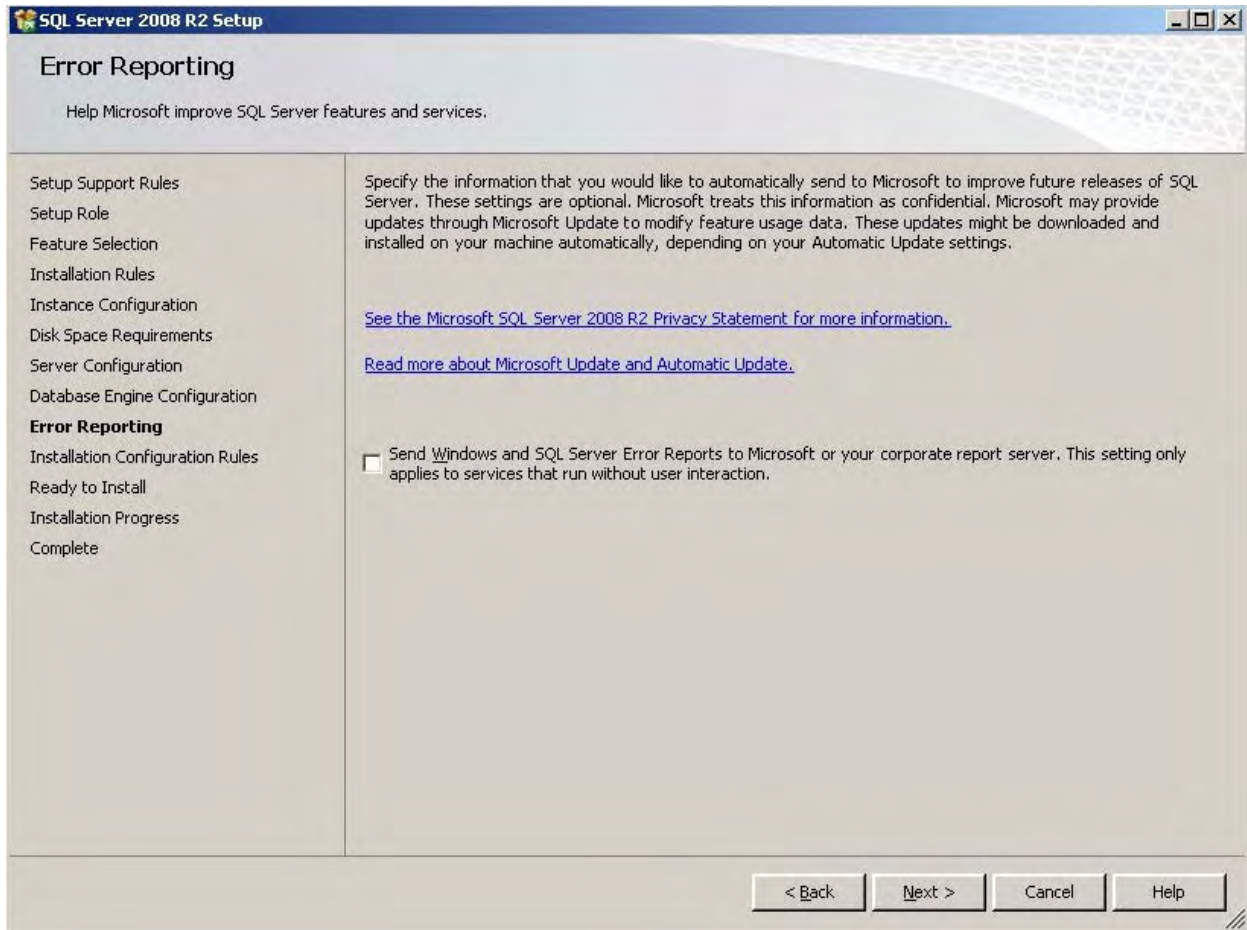 SQL Server 2008 R2 Setup
Error Reporting
Help Microsoft improve SQL Server features and services.
Setup Support Rules
Setup Role
Feature Selection
Installation Rules
Instance Configuration
Disk Space Requirements
Server Configuration
Database Engine Configuration
Error Reporting
Installation Configuration Rules
Ready to Install
Installation Progress
Complete
Specify the information that you would like to automatically send to Microsoft to improve future releases of SQL
Server. These settings are optional. Microsoft treats this information as confidential. Microsoft may provide
updates through Microsoft Update to modify feature usage data. These updates might be downloaded and
installed on your machine automatically, depending on your Automatic Update settings.
See the Microsoft SQL Server 2008 R2 Privacy Statement for more information.
Read more about Microsoft Update and Automatic Update.
Send Windows and SQL Server Error Reports to Microsoft or your corporate report server. This setting only
applies to services that run without user interaction.
< Back
Next >
Cancel
Help